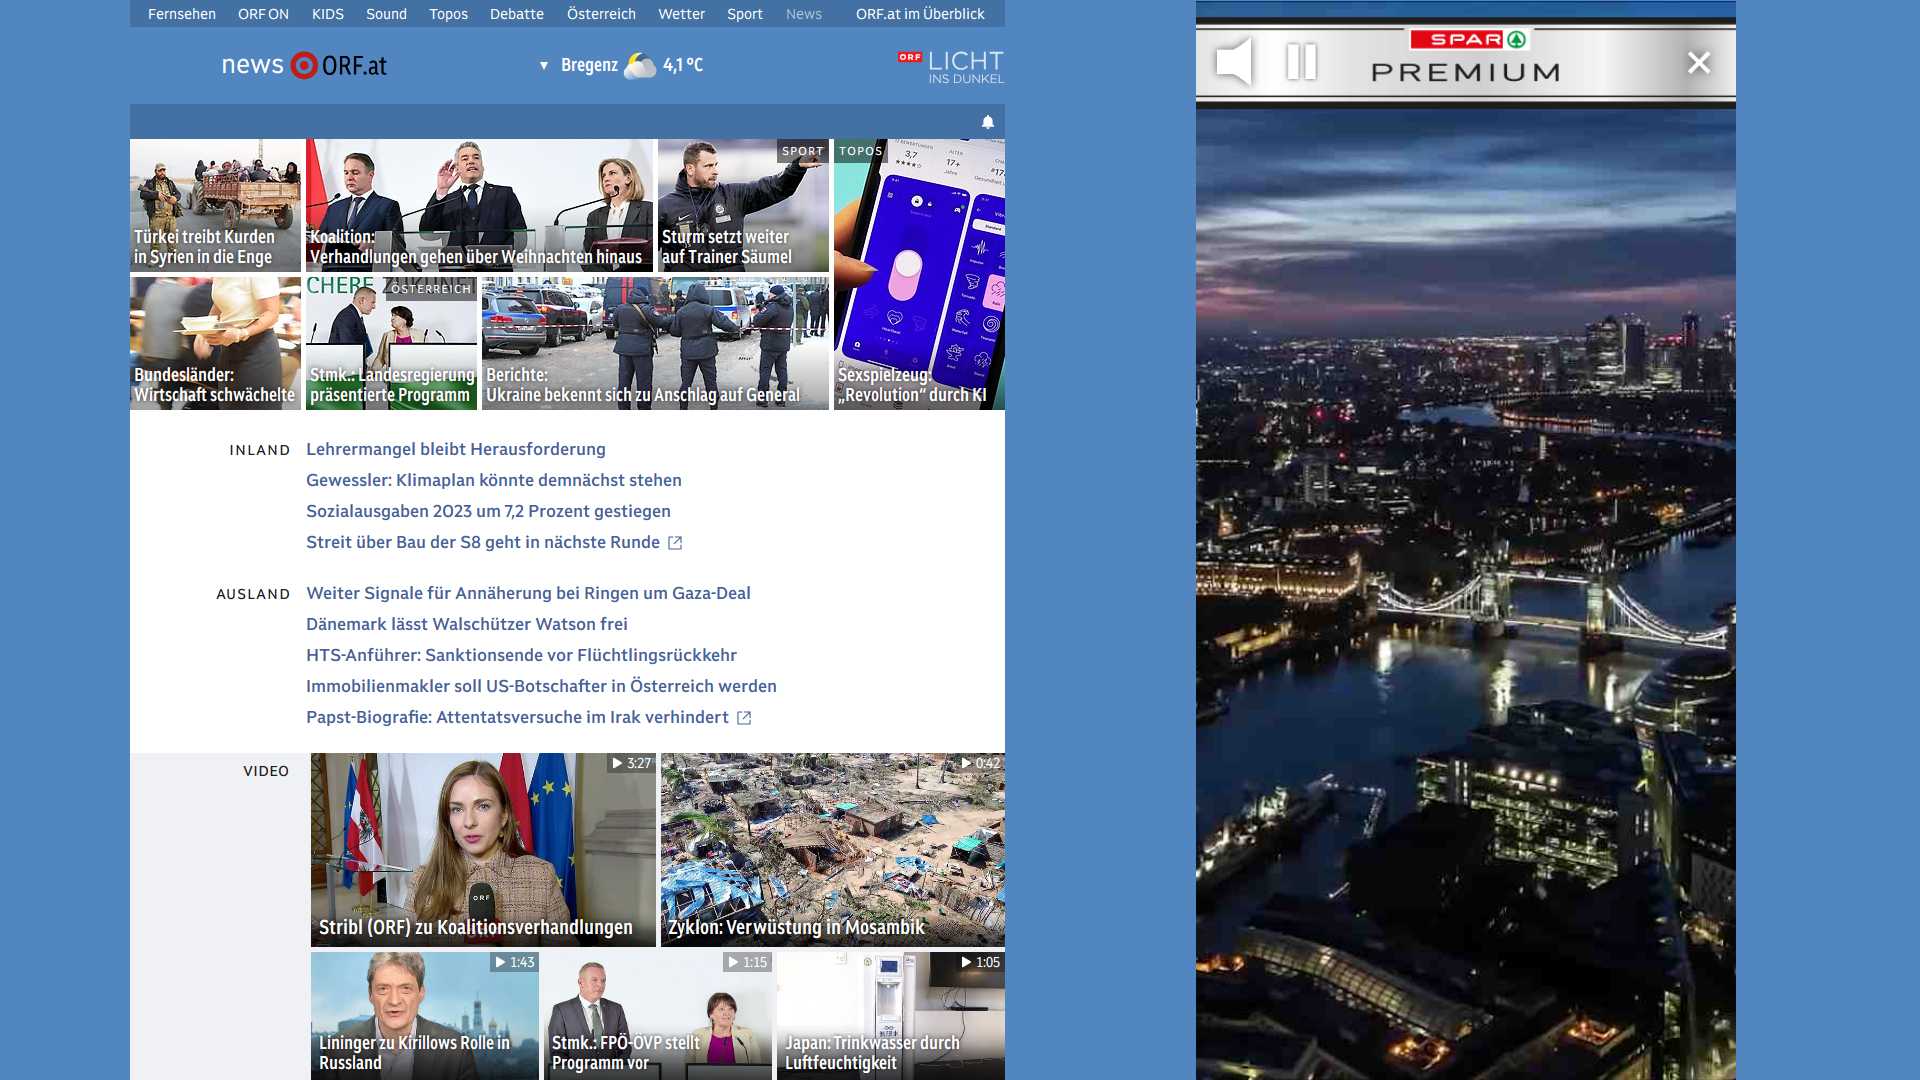 Fernsehen ORF ON KIDS Sound Topos Debatte Österreich Wetter Sport News ORF.at im Überblick
news ORF.at
Bregenz 4,1 °C
ORF LICHT
INS DUNKEL
Türkei treibt Kurden
in Syrien in die Enge
Koalition:
Verhandlungen gehen über Weihnachten hinaus
SPORT
Sturm setzt weiter
auf Trainer Säumel
TOPOS
BEWERTUNGEN
3,7
ALTER
17+
Jahre
Sexspielzeug:
„Revolution“ durch KI
Bundesländer:
Wirtschaft schwächelte
ÖSTERREICH
Stmk.: Landesregierung
präsentierte Programm
Berichte:
Ukraine bekennt sich zu Anschlag auf General
INLAND
Lehrermangel bleibt Herausforderung
Gewessler: Klimaplan könnte demnächst stehen
Sozialausgaben 2023 um 7,2 Prozent gestiegen
Streit über Bau der S8 geht in nächste Runde
AUSLAND
Weiter Signale für Annäherung bei Ringen um Gaza-Deal
Dänemark lässt Walschützer Watson frei
HTS-Anführer: Sanktionsende vor Flüchtlingsrückkehr
Immobilienmakler soll US-Botschafter in Österreich werden
Papst-Biografie: Attentatsversuche im Irak verhindert
VIDEO
3:27
ORF
Stribl (ORF) zu Koalitionsverhandlungen
0:42
Zyklon: Verwüstung in Mosambik
1:43
Lininger zu Kirillows Rolle in
Russland
1:15
Stmk.: FPÖ-ÖVP stellt
Programm vor
1:05
Japan: Trinkwasser durch
Luftfeuchtigkeit
SPAR
PREMIUM